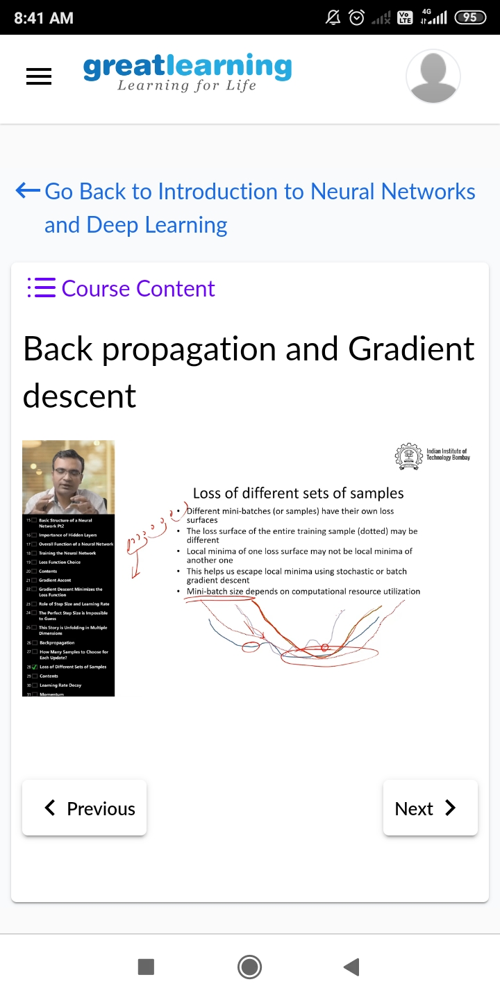 8:41 AM
Vo
LTE
4G
95
greatlearning
Learning for Life
Go Back to Introduction to Neural Networks
and Deep Learning
Course Content
Back propagation and Gradient
descent
Indian Institute of
Technology Bombay
15 Basic Structure of a Neural
Network Pt2
16 Importance of Hidden Layers
17 Overall Function of a Neural Network
18 Training the Neural Network
19 Loss Function Choice
20 Contents
21 Gradient Ascent
22 Gradient Descent Minimizes the
Loss Function
23 Role of Step Size and Learning Rate
24 The Perfect Step Size is Impossible
to Guess
25 This Story is Unfolding in Multiple
Dimensions
26 Backpropagation
27 How Many Samples to Choose for
Each Update?
28 Loss of Different Sets of Samples
29 Contents
30 Learning Rate Decay
31 Momentum
Loss of different sets of samples
• Different mini-batches (or samples) have their own loss
surfaces
• The loss surface of the entire training sample (dotted) may be
different
• Local minima of one loss surface may not be local minima of
another one
• This helps us escape local minima using stochastic or batch
gradient descent
• Mini-batch size depends on computational resource utilization
Previous
Next